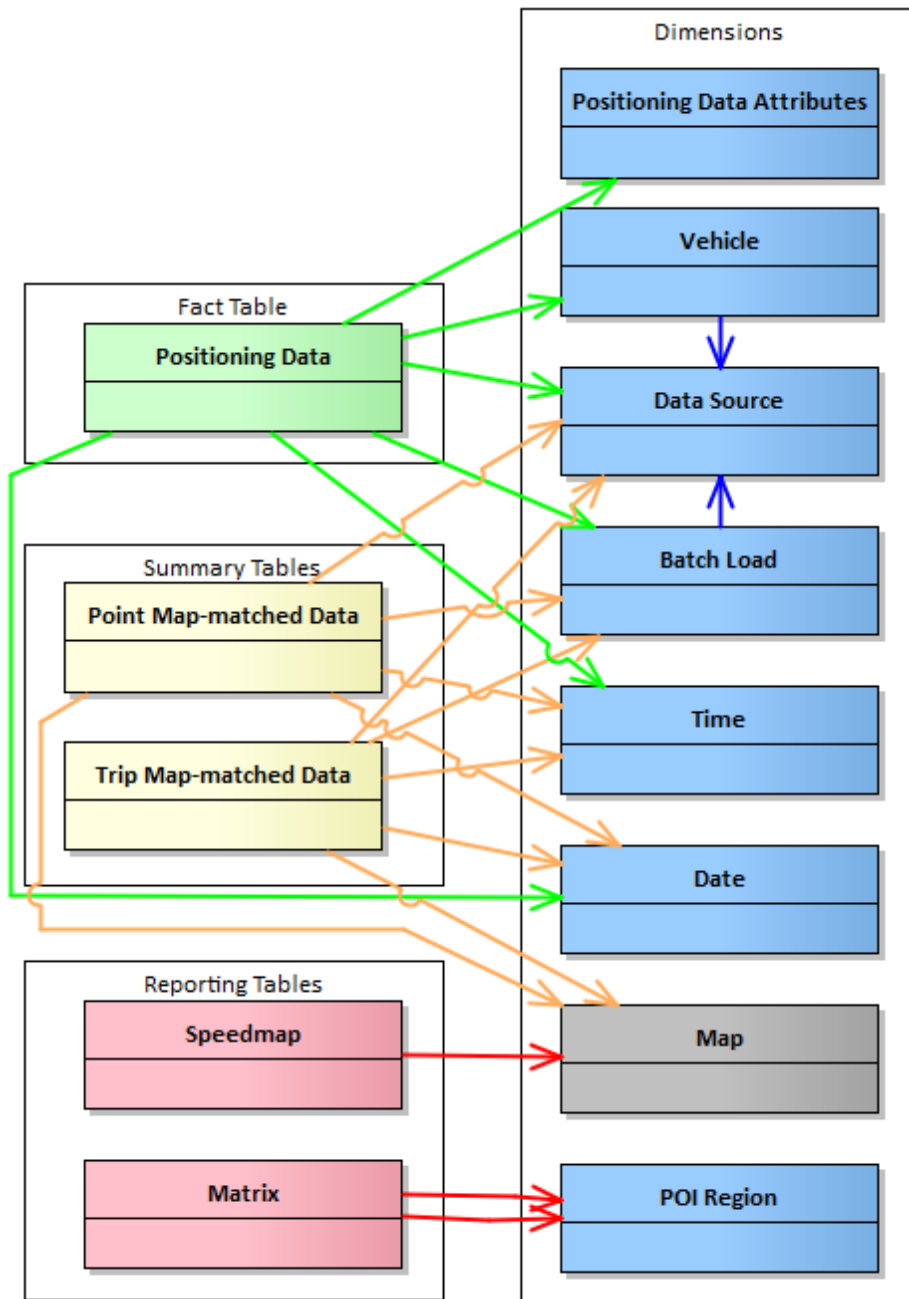 Dimensions
Positioning Data Attributes
Vehicle
Fact Table
Positioning Data
Data Source
Summary Tables
Batch Load
Point Map-matched Data
Time
Trip Map-matched Data
Date
Reporting Tables
Speedmap
Map
Matrix
POI Region